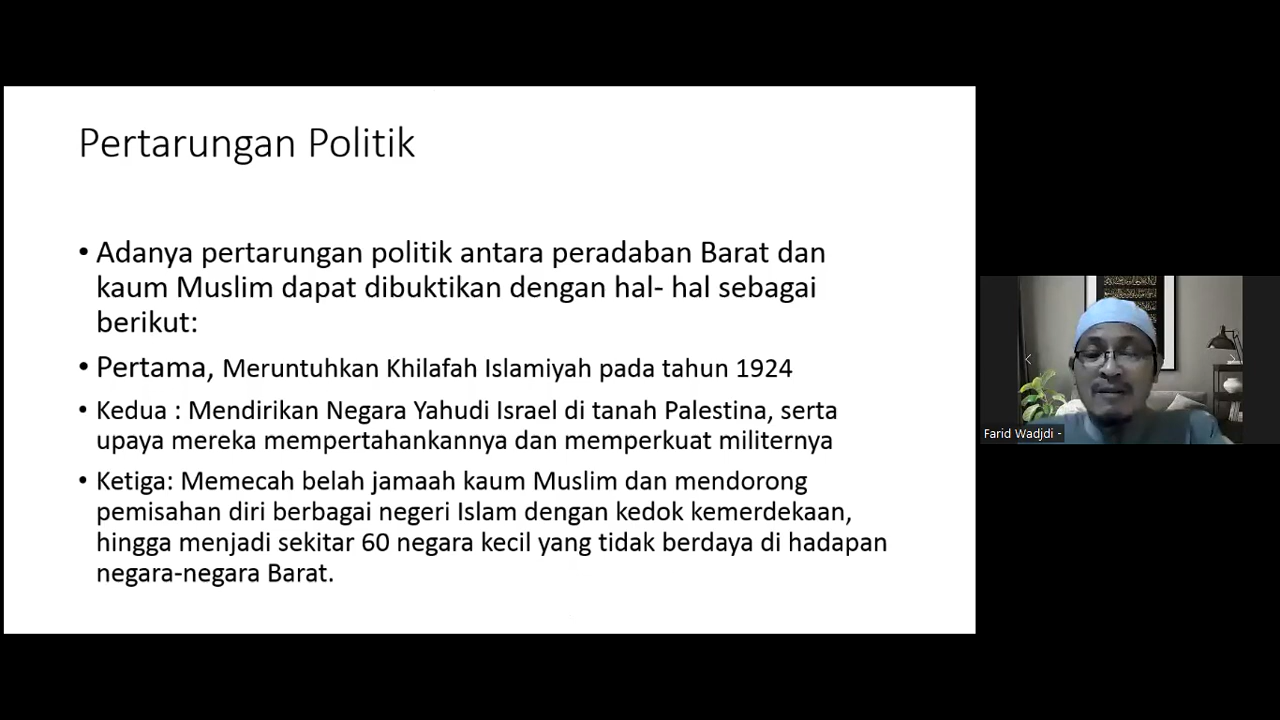 Pertarungan Politik
• Adanya pertarungan politik antara peradaban Barat dan
kaum Muslim dapat dibuktikan dengan hal- hal sebagai
berikut:
• Pertama, Meruntuhkan Khilafah Islamiyah pada tahun 1924
• Kedua : Mendirikan Negara Yahudi Israel di tanah Palestina, serta
upaya mereka mempertahankannya dan memperkuat militernya
• Ketiga: Memecah belah jamaah kaum Muslim dan mendorong
pemisahan diri berbagai negeri Islam dengan kedok kemerdekaan,
hingga menjadi sekitar 60 negara kecil yang tidak berdaya di hadapan
negara-negara Barat.
Farid Wadjdi -